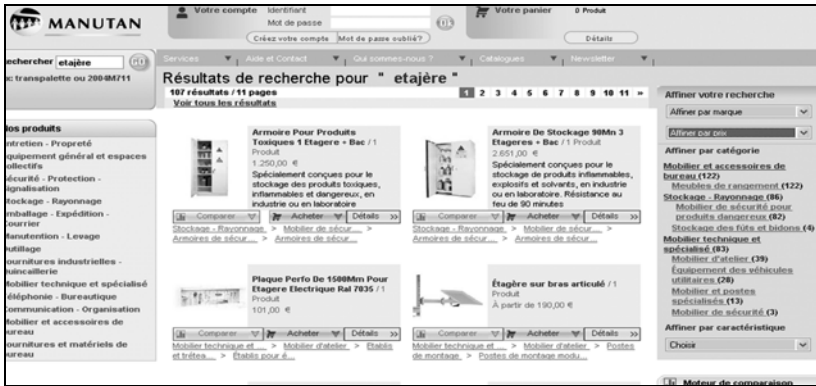 MANUTAN
Votre compte Identifiant
Mot de passe
GO
Créez votre compte Mot de passe oublié?
Votre panier 0 Produit
Détails
echercher etajère GO
x: transpalette ou 2004M711
Services Aide et Contact Qui sommes-nous ? Catalogues Newsletter
Résultats de recherche pour " etajère "
107 résultats / 11 pages 1 2 3 4 5 6 7 8 9 10 11 »
Voir tous les résultats
los produits
ntretien - Propreté
quipement général et espaces
ollectifs
écurité - Protection -
ignalisation
tockage - Rayonnage
mballage - Expédition -
ourrier
anutention - Levage
utillage
ournitures industrielles -
uincaillerie
obilier technique et spécialisé
éléphonie - Bureautique
ommunication - Organisation
obilier et accessoires de
ureau
ournitures et matériels de
ureau
Armoire Pour Produits
Toxiques 1 Etagere + Bac / 1
Produit
1.250,00 €
Spécialement conçues pour le
stockage des produits toxiques,
inflammables et dangereux, en
industrie ou en laboratoire
Comparer Acheter Détails »
Stockage - Rayonnage > Mobilier de sécur... >
Armoires de sécur... > Armoires de sécur...
Armoire De Stockage 90Mn 3
Etageres + Bac / 1 Produit
2.651,00 €
Spécialement conçues pour le
stockage de produits inflammables,
explosifs et solvants, en industrie
ou en laboratoire. Résistance au
feu de 90 minutes
Comparer Acheter Détails »
Stockage - Rayonnage > Mobilier de sécur... >
Armoires de sécur... > Armoires de sécur...
Plaque Perfo De 1500Mm Pour
Etagere Electrique Ral 7035 / 1
Produit
101,00 €
Comparer Acheter Détails »
Mobilier technique et ... > Mobilier d'atelier > Etablis
et trétea... > Établis pour é...
Étagère sur bras articulé / 1
Produit
À partir de 190,00 €
Comparer Acheter Détails »
Mobilier technique et ... > Mobilier d'atelier > Postes
de montage > Postes de montage modu...
Affiner votre recherche
Affiner par marque
Affiner par prix
Affiner par catégorie
Mobilier et accessoires de
bureau (122)
Meubles de rangement (122)
Stockage - Rayonnage (86)
Mobilier de sécurité pour
produits dangereux (82)
Stockage des fûts et bidons (4)
Mobilier technique et
spécialisé (83)
Mobilier d'atelier (39)
Équipement des véhicules
utilitaires (28)
Mobilier et postes
spécialisés (13)
Mobilier de sécurité (3)
Affiner par caractéristique
Choisir
Moteur de comparaison